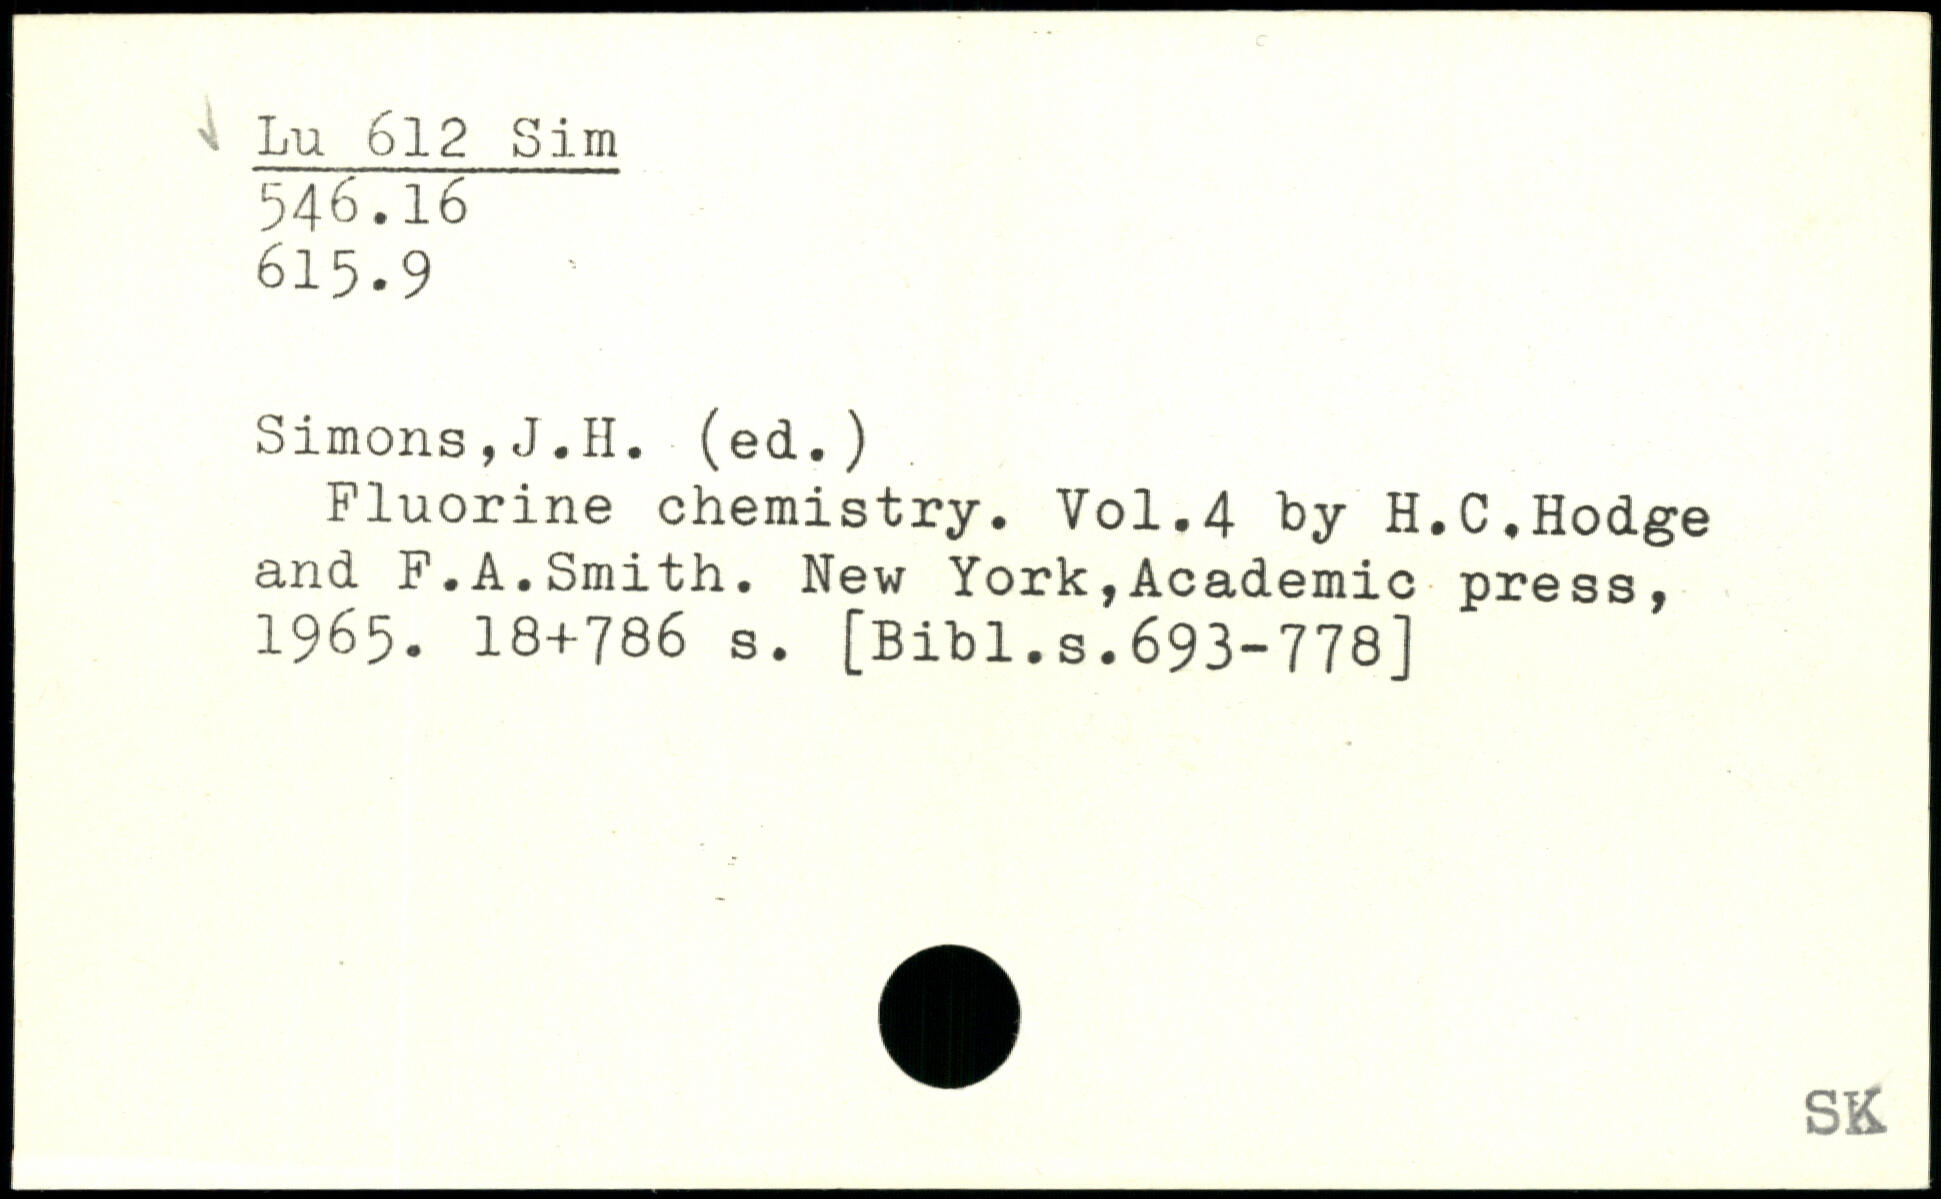 Lu 612 Sim
546.16
615.9
Simons,J.H. (ed.)
Fluorine chemistry. Vol.4 by H.C.Hodge
and F.A.Smith. New York,Academic press,
1965. 18+786 s. [Bibl.s.693-778]
SK